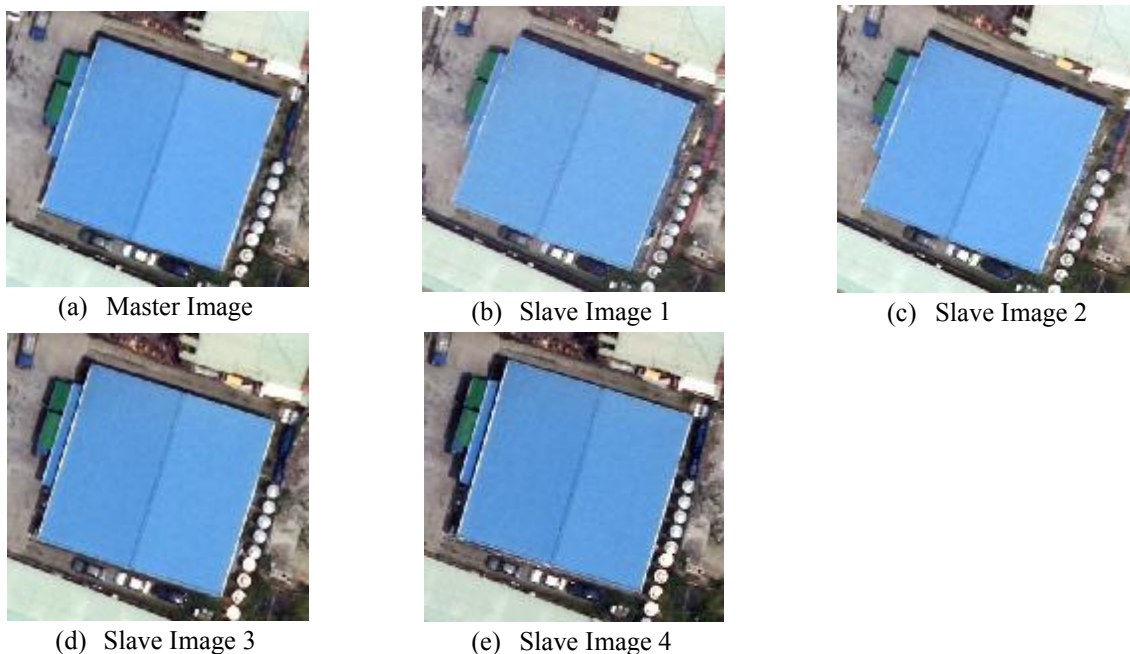 (a) Master Image
(b) Slave Image 1
(c) Slave Image 2
(d) Slave Image 3
(e) Slave Image 4